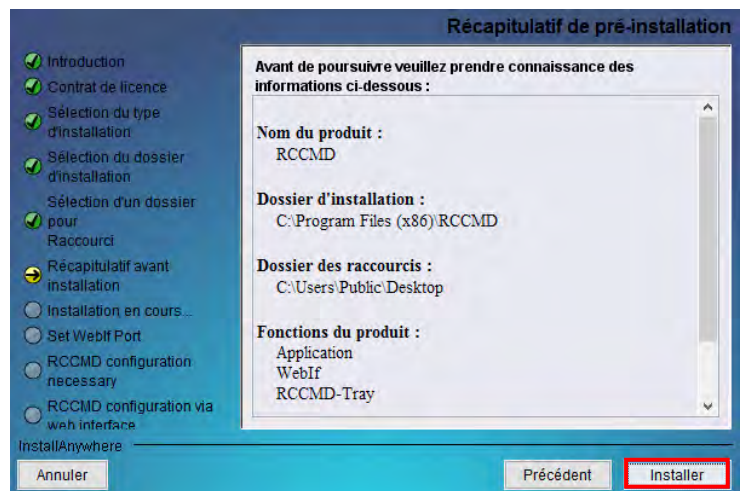 Récapitulatif de pré-installation
Introduction
Contrat de licence
Sélection du type
d'installation
Sélection du dossier
d'installation
Sélection d'un dossier
pour
Raccourci
Récapitulatif avant
installation
Installation en cours...
Set WebIf Port
RCCMD configuration
necessary
RCCMD configuration via
web interface
Avant de poursuivre veuillez prendre connaissance des
informations ci-dessous :
Nom du produit :
RCCMD
Dossier d'installation :
C:\Program Files (x86)\RCCMD
Dossier des raccourcis :
C:\Users\Public\Desktop
Fonctions du produit :
Application
WebIf
RCCMD-Tray
InstallAnywhere
Annuler
Précédent
Installer